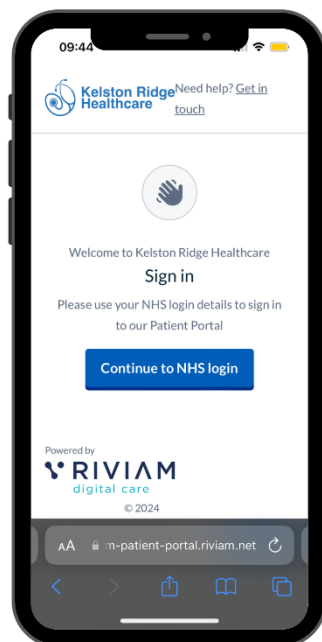 09:44
Kelston Ridge
Healthcare
Need help? Get in
touch
Welcome to Kelston Ridge Healthcare
Sign in
Please use your NHS login details to sign in
to our Patient Portal
Continue to NHS login
Powered by
RIVIAM
digital care
© 2024
AA m-patient-portal.riviam.net